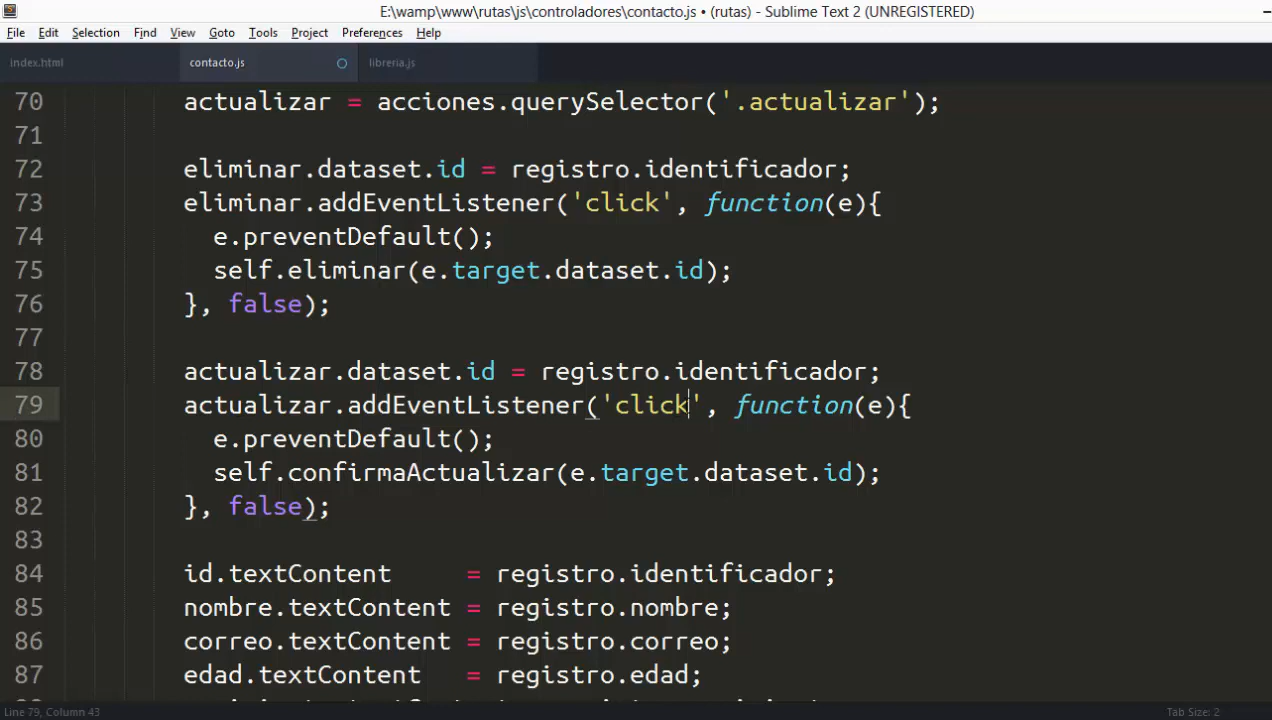 E:\wamp\www\rutas\js\controladores\contacto.js • (rutas) - Sublime Text 2 (UNREGISTERED)
File Edit Selection Find View Goto Tools Project Preferences Help
index.html contacto.js libreria.js
70 actualizar = acciones.querySelector('.actualizar');
71
72 eliminar.dataset.id = registro.identificador;
73 eliminar.addEventListener('click', function(e){
74 e.preventDefault();
75 self.eliminar(e.target.dataset.id);
76 }, false);
77
78 actualizar.dataset.id = registro.identificador;
79 actualizar.addEventListener('click', function(e){
80 e.preventDefault();
81 self.confirmaActualizar(e.target.dataset.id);
82 }, false);
83
84 id.textContent = registro.identificador;
85 nombre.textContent = registro.nombre;
86 correo.textContent = registro.correo;
87 edad.textContent = registro.edad;
Line 79, Column 43 Tab Size: 2